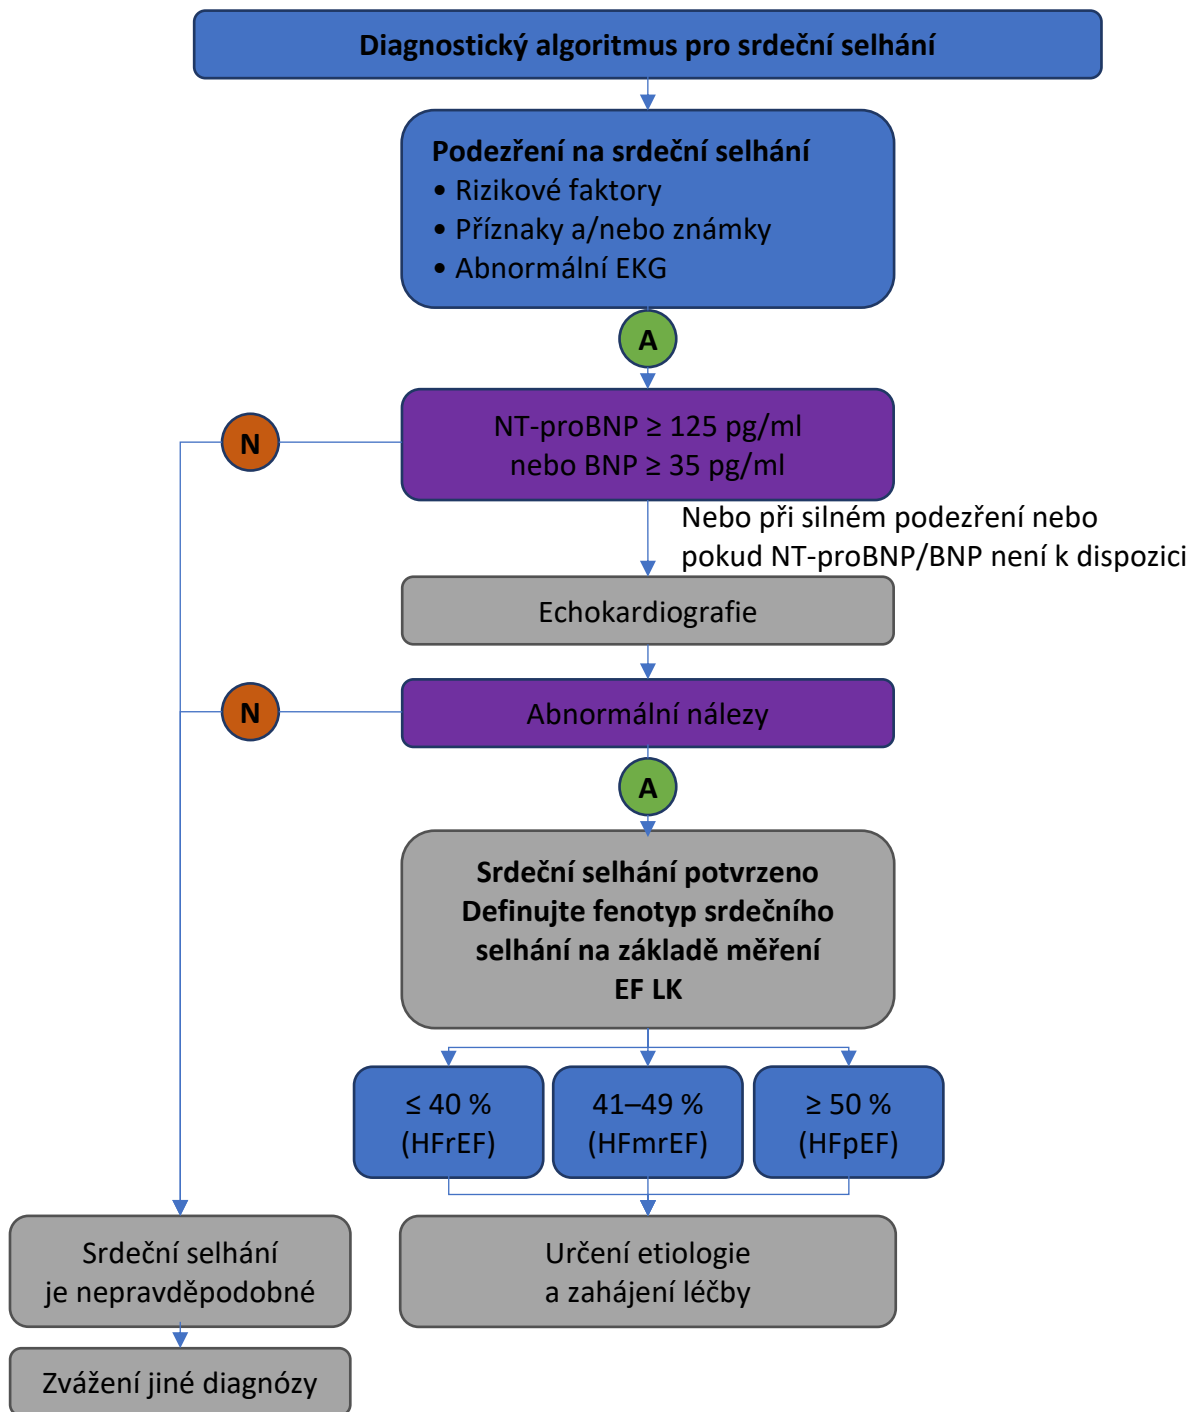 Diagnostický algoritmus pro srdeční selhání
Podezření na srdeční selhání
• Rizikové faktory
• Příznaky a/nebo známky
• Abnormální EKG
A
NT-proBNP ≥ 125 pg/ml
nebo BNP ≥ 35 pg/ml
N
Nebo při silném podezření nebo
pokud NT-proBNP/BNP není k dispozici
Echokardiografie
Abnormální nálezy
N
A
Srdeční selhání potvrzeno
Definujte fenotyp srdečního
selhání na základě měření
EF LK
≤ 40 %
(HFrEF)
41–49 %
(HFmrEF)
≥ 50 %
(HFpEF)
Srdeční selhání
je nepravděpodobné
Určení etiologie
a zahájení léčby
Zvážení jiné diagnózy